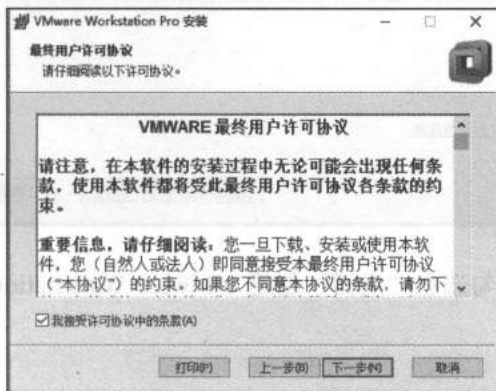 VMware Workstation Pro 安装
最终用户许可协议
请仔细阅读以下许可协议。
VMWARE 最终用户许可协议
请注意，在本软件的安装过程中无论可能会出现任何条
款，使用本软件都将受此最终用户许可协议各条款的约
束。
重要信息，请仔细阅读：您一旦下载、安装或使用本软
件，您（自然人或法人）即同意接受本最终用户许可协议
（“本协议”）的约束。如果您不同意本协议的条款，请勿下
我接受许可协议中的条款(A)
打印(P) 上一步(B) 下一步(N) 取消